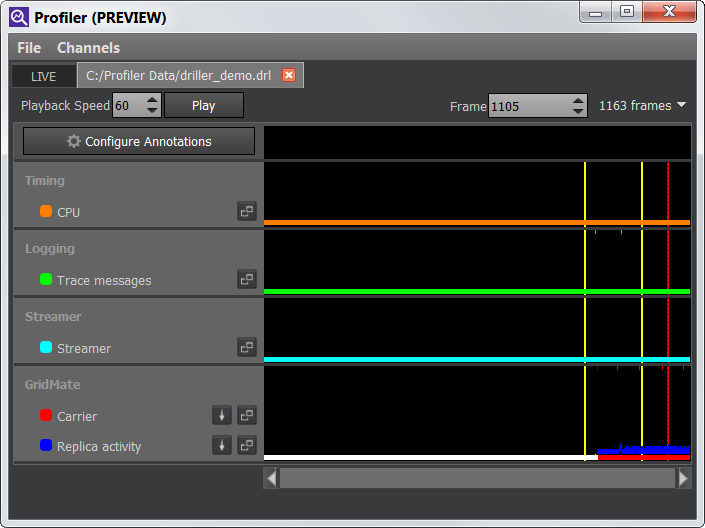 Profiler (PREVIEW)
File Channels
LIVE C:/Profiler Data/driller_demo.drl
Playback Speed 60 Play Frame 1105 1163 frames
Configure Annotations
Timing
CPU
Logging
Trace messages
Streamer
Streamer
GridMate
Carrier
Replica activity